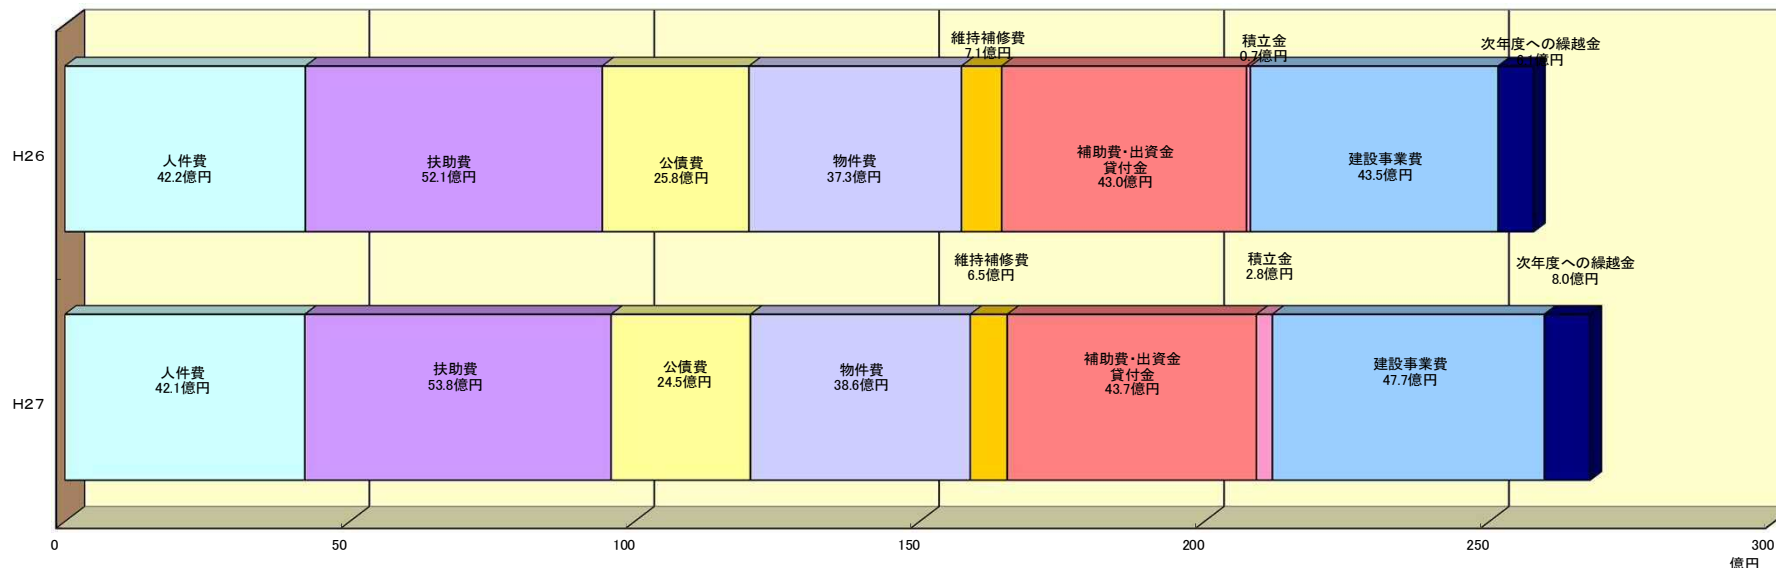 維持補修費
7.1億円
積立金
0.7億円
次年度への繰越金
H26
人件費
42.2億円
扶助費
52.1億円
公債費
25.8億円
物件費
37.3億円
補助費・出資金
貸付金
43.0億円
建設事業費
43.5億円
維持補修費
6.5億円
積立金
2.8億円
次年度への繰越金
8.0億円
H27
人件費
42.1億円
扶助費
53.8億円
公債費
24.5億円
物件費
38.6億円
補助費・出資金
貸付金
43.7億円
建設事業費
47.7億円
0
50
100
150
200
250
300
億円